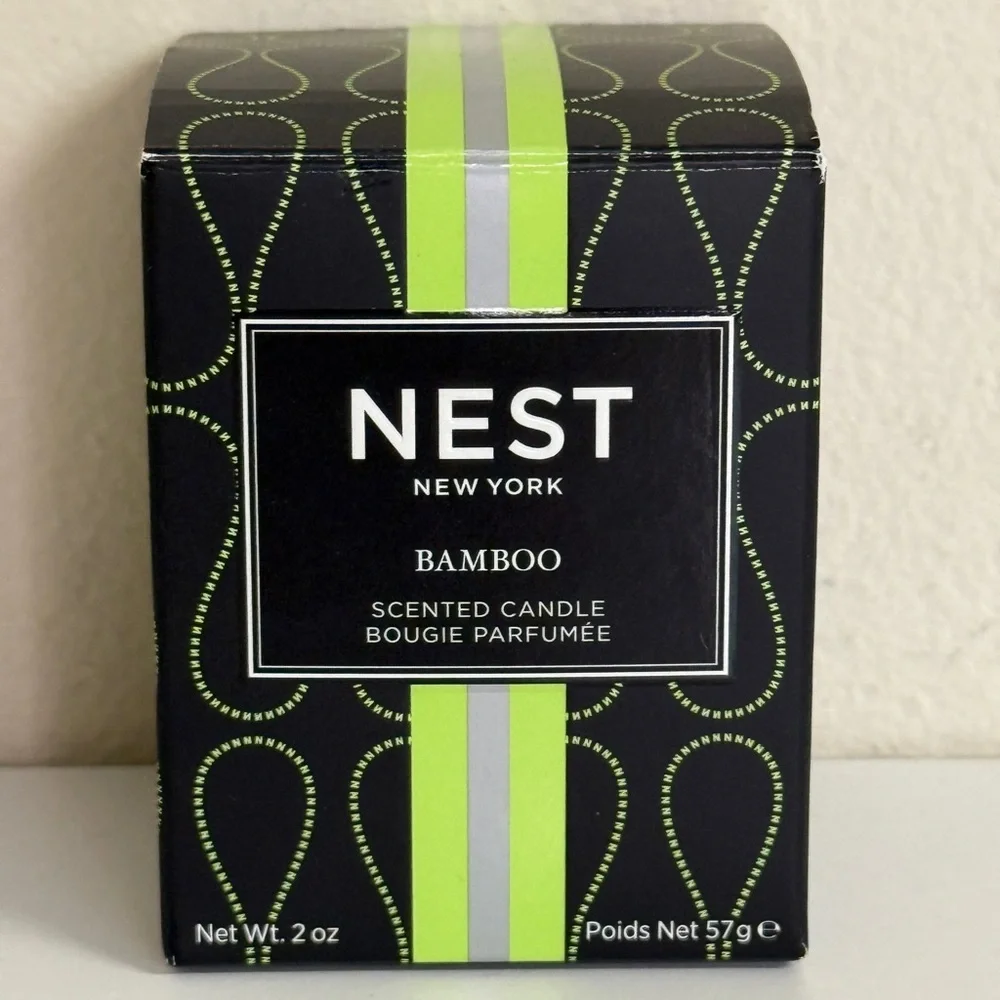 NEST
NEW YORK
BAMBOO
SCENTED CANDLE
BOUGIE PARFUMÉE
Net Wt. 2 oz
Poids Net 57g ℮